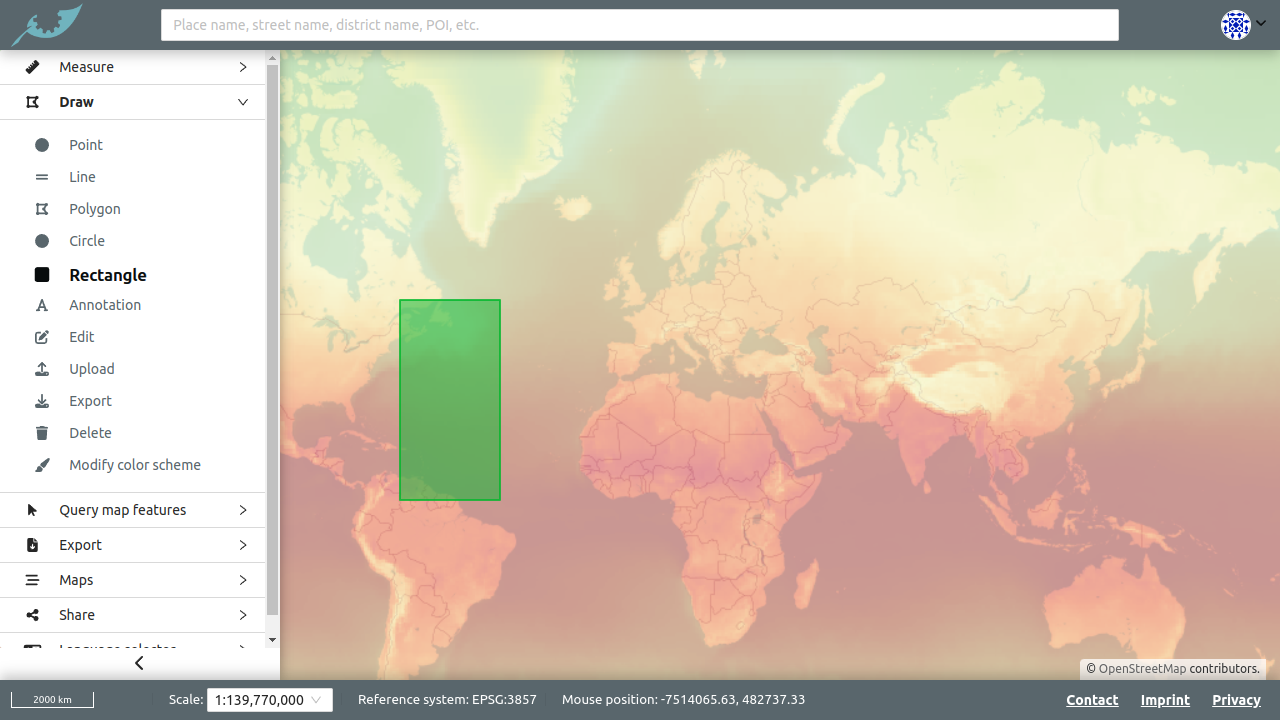 Place name, street name, district name, POI, etc.
Measure
Draw
Point
Line
Polygon
Circle
Rectangle
Annotation
Edit
Upload
Export
Delete
Modify color scheme
Query map features
Export
Maps
Share
Language selector
© OpenStreetMap contributors.
2000 km
Scale: 1:139,770,000
Reference system: EPSG:3857
Mouse position: -7514065.63, 482737.33
Contact
Imprint
Privacy